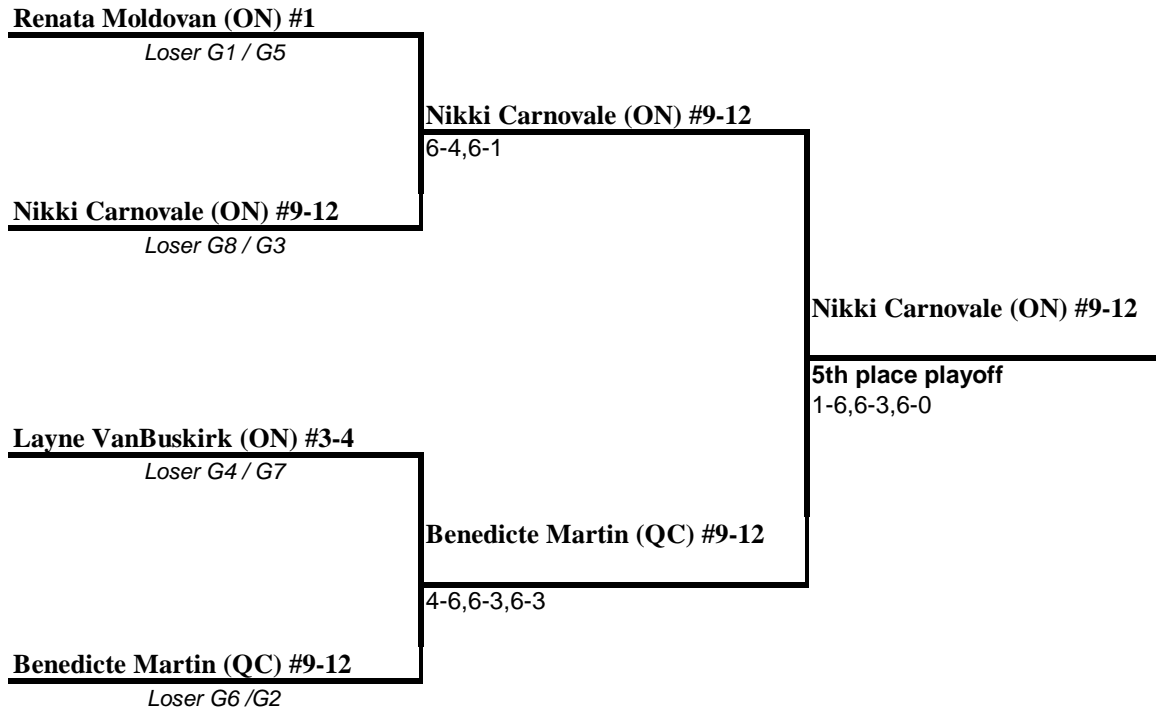 Renata Moldovan (ON) #1
Loser G1 / G5
Nikki Carnovale (ON) #9-12
6-4,6-1
Nikki Carnovale (ON) #9-12
Loser G8 / G3
Nikki Carnovale (ON) #9-12
5th place playoff
1-6,6-3,6-0
Layne VanBuskirk (ON) #3-4
Loser G4 / G7
Benedicte Martin (QC) #9-12
4-6,6-3,6-3
Benedicte Martin (QC) #9-12
Loser G6 /G2